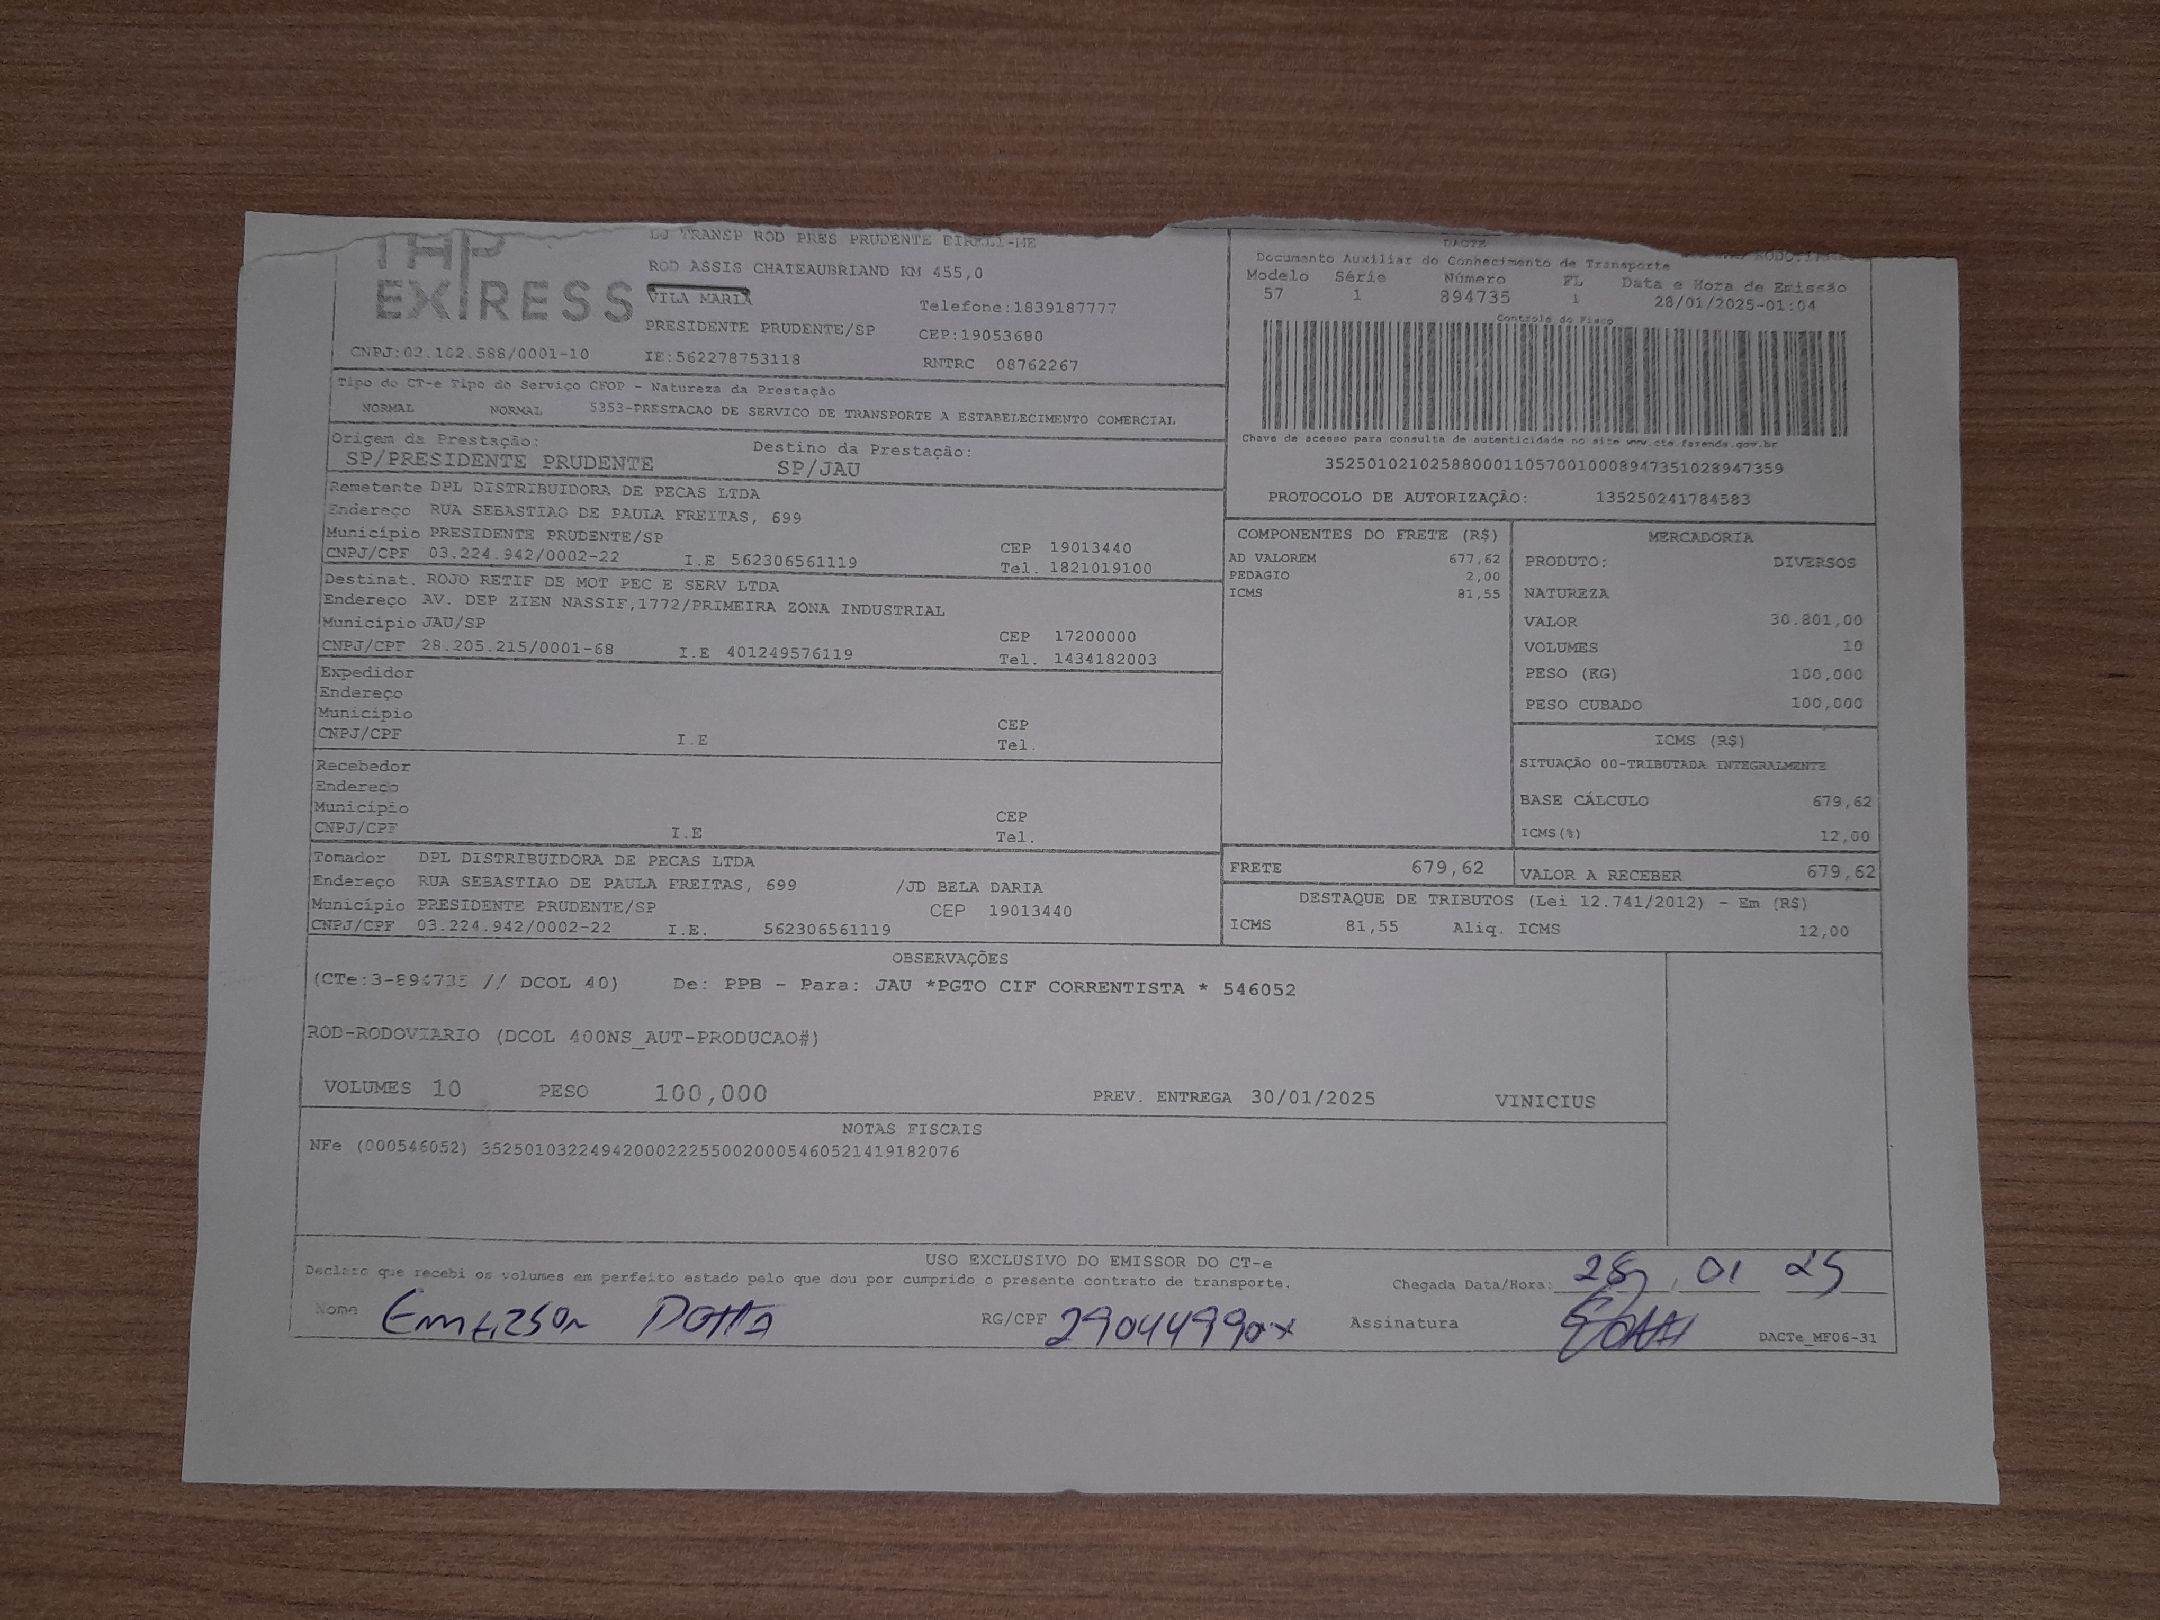 THP
EXPRESS
LJ TRANSP ROD PRES PRUDENTE EIRELI-ME
ROD ASSIS CHATEAUBRIAND KM 455,0
VILA MARIA Telefone:1839187777
PRESIDENTE PRUDENTE/SP CEP:19053680
CNPJ:02.102.588/0001-10 IE:562278753118 RNTRC 08762267
DACTE
Documento Auxiliar do Conhecimento de Transporte
Modelo Série Número FL Data e Hora de Emissão
57 1 894735 1 28/01/2025-01:04
Controle do Fisco
Chave de acesso para consulta de autenticidade no site www.cte.fazenda.gov.br
35250102102588000110570010008947351028947359
PROTOCOLO DE AUTORIZAÇÃO: 135250241784583
Tipo do CT-e Tipo do Serviço CFOP - Natureza da Prestação
NORMAL NORMAL 5353-PRESTACAO DE SERVICO DE TRANSPORTE A ESTABELECIMENTO COMERCIAL
Origem da Prestação: Destino da Prestação:
SP/PRESIDENTE PRUDENTE SP/JAU
Remetente DPL DISTRIBUIDORA DE PECAS LTDA
Endereço RUA SEBASTIAO DE PAULA FREITAS, 699
Município PRESIDENTE PRUDENTE/SP CEP 19013440
CNPJ/CPF 03.224.942/0002-22 I.E 562306561119 Tel. 1821019100
Destinat. ROJO RETIF DE MOT PEC E SERV LTDA
Endereço AV. DEP ZIEN NASSIF,1772/PRIMEIRA ZONA INDUSTRIAL
Município JAU/SP CEP 17200000
CNPJ/CPF 28.205.215/0001-68 I.E 401249576119 Tel. 1434182003
Expedidor
Endereço
Município CEP
CNPJ/CPF I.E Tel.
Recebedor
Endereço
Município CEP
CNPJ/CPF I.E Tel.
Tomador DPL DISTRIBUIDORA DE PECAS LTDA
Endereço RUA SEBASTIAO DE PAULA FREITAS, 699 /JD BELA DARIA
Município PRESIDENTE PRUDENTE/SP CEP 19013440
CNPJ/CPF 03.224.942/0002-22 I.E. 562306561119
COMPONENTES DO FRETE (R$)
AD VALOREM 677,62
PEDAGIO 2,00
ICMS 81,55
MERCADORIA
PRODUTO: DIVERSOS
NATUREZA
VALOR 30.801,00
VOLUMES 10
PESO (KG) 100,000
PESO CUBADO 100,000
ICMS (R$)
SITUAÇÃO 00-TRIBUTADA INTEGRALMENTE
BASE CÁLCULO 679,62
ICMS(%) 12,00
FRETE 679,62 VALOR A RECEBER 679,62
DESTAQUE DE TRIBUTOS (Lei 12.741/2012) - Em (R$)
ICMS 81,55 Aliq. ICMS 12,00
OBSERVAÇÕES
(CTe:3-894735 // DCOL 40) De: PPB - Para: JAU *PGTO CIF CORRENTISTA * 546052
ROD-RODOVIARIO (DCOL 400NS_AUT-PRODUCAO#)
VOLUMES 10 PESO 100,000 PREV. ENTREGA 30/01/2025 VINICIUS
NOTAS FISCAIS
NFe (000546052) 35250103224942000222550020005460521419182076
USO EXCLUSIVO DO EMISSOR DO CT-e
Declaro que recebi os volumes em perfeito estado pelo que dou por cumprido o presente contrato de transporte. Chegada Data/Hora: 28, 01 25
Nome Emerson Dotta RG/CPF 29044990x Assinatura
DACTe_MF06-31